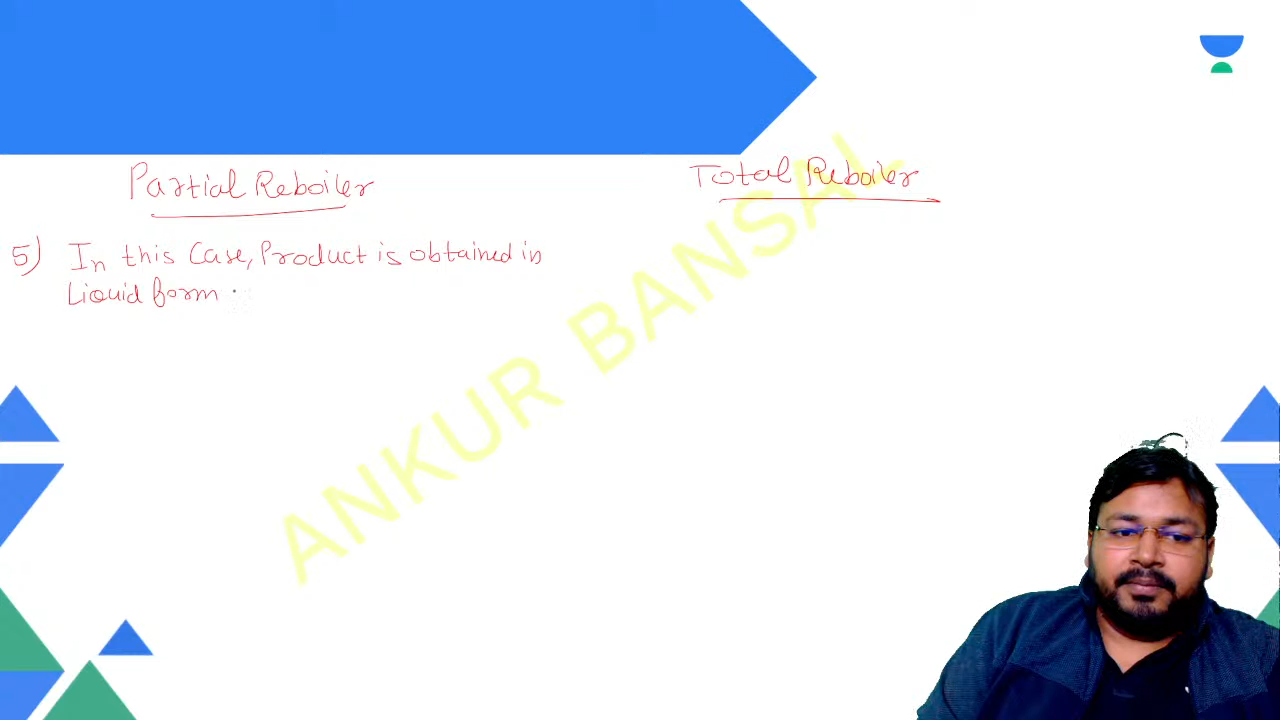 Partial Reboiler
Total Reboiler
5) In this Case, Product is obtained in
Liquid form.
ANKUR BANSAL